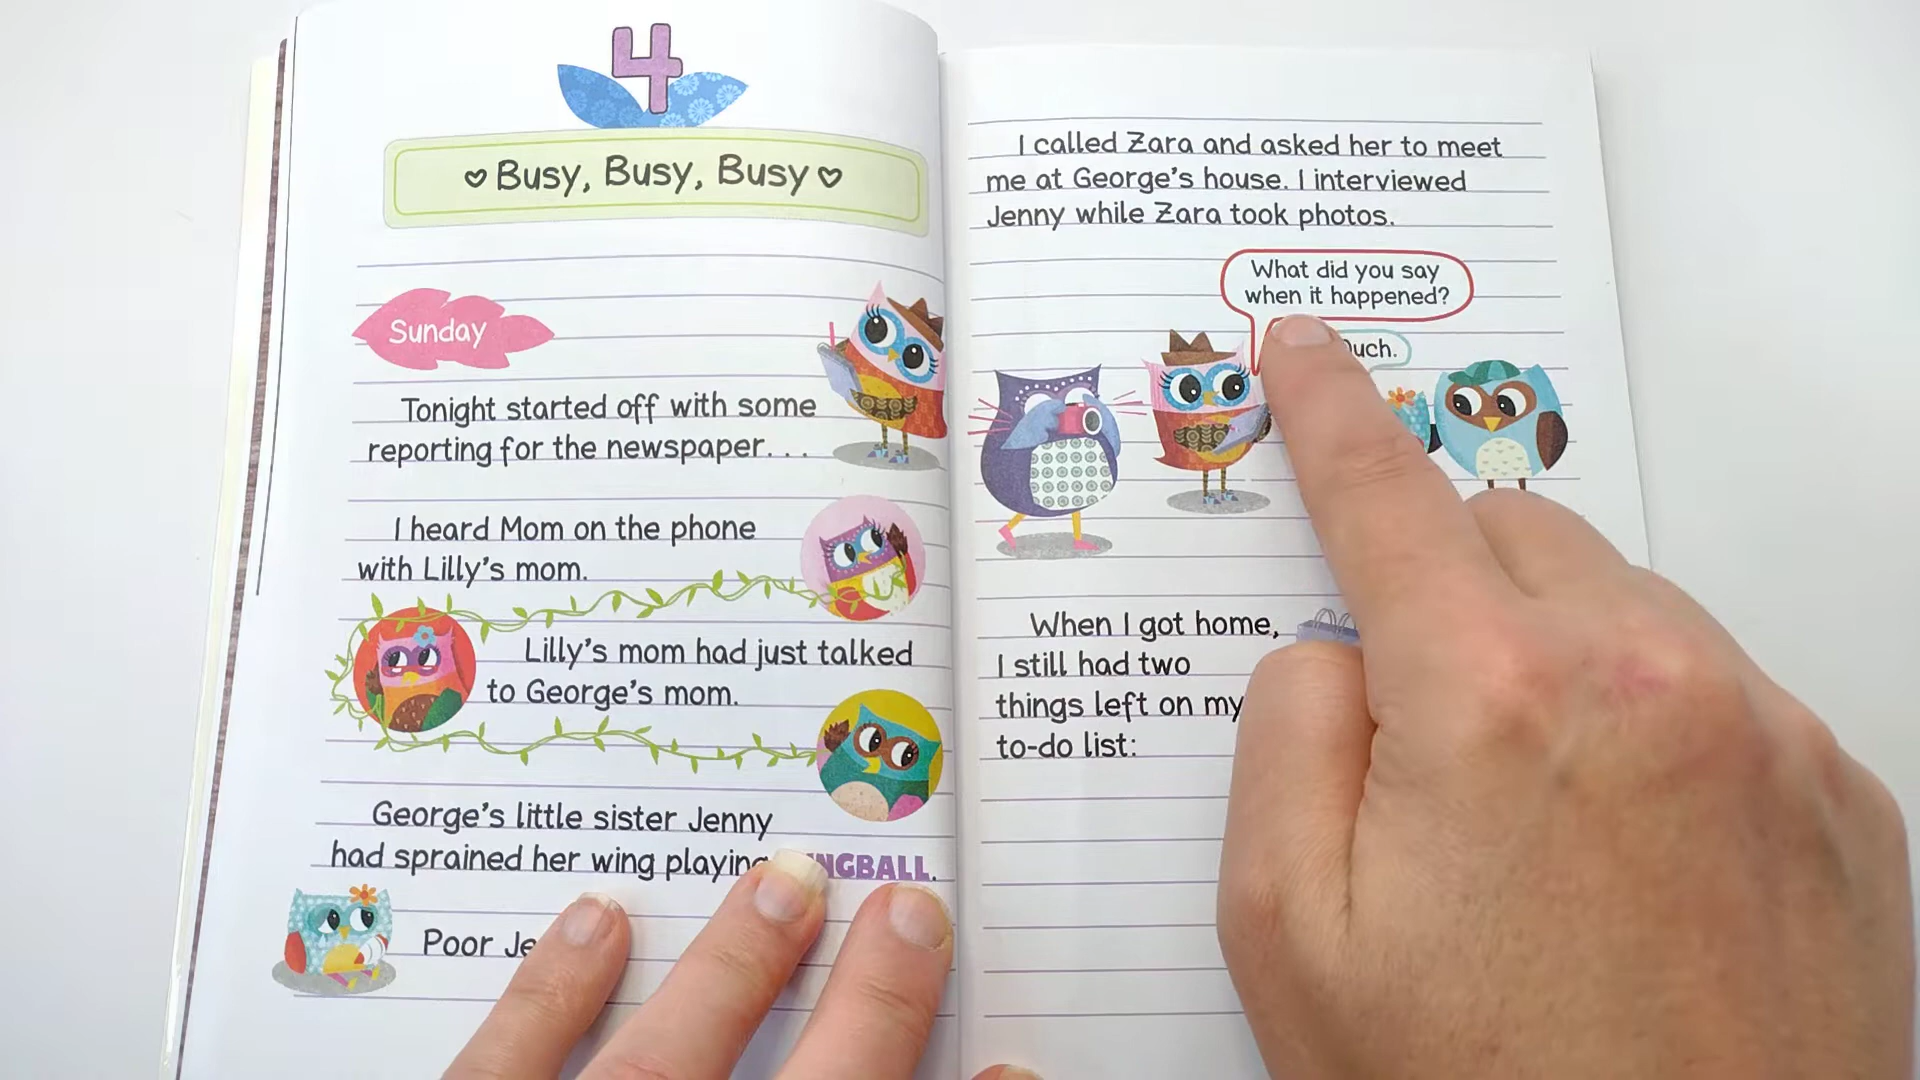 4
Busy, Busy, Busy
Sunday
Tonight started off with some
reporting for the newspaper. . .
I heard Mom on the phone
with Lilly's mom.
Lilly's mom had just talked
to George's mom.
George's little sister Jenny
had sprained her wing
Poor
I called Zara and asked her to meet
me at George's house. I interviewed
Jenny while Zara took photos.
What did you say
when it happened?
When I got home,
I still had two
things left on my
to-do list: